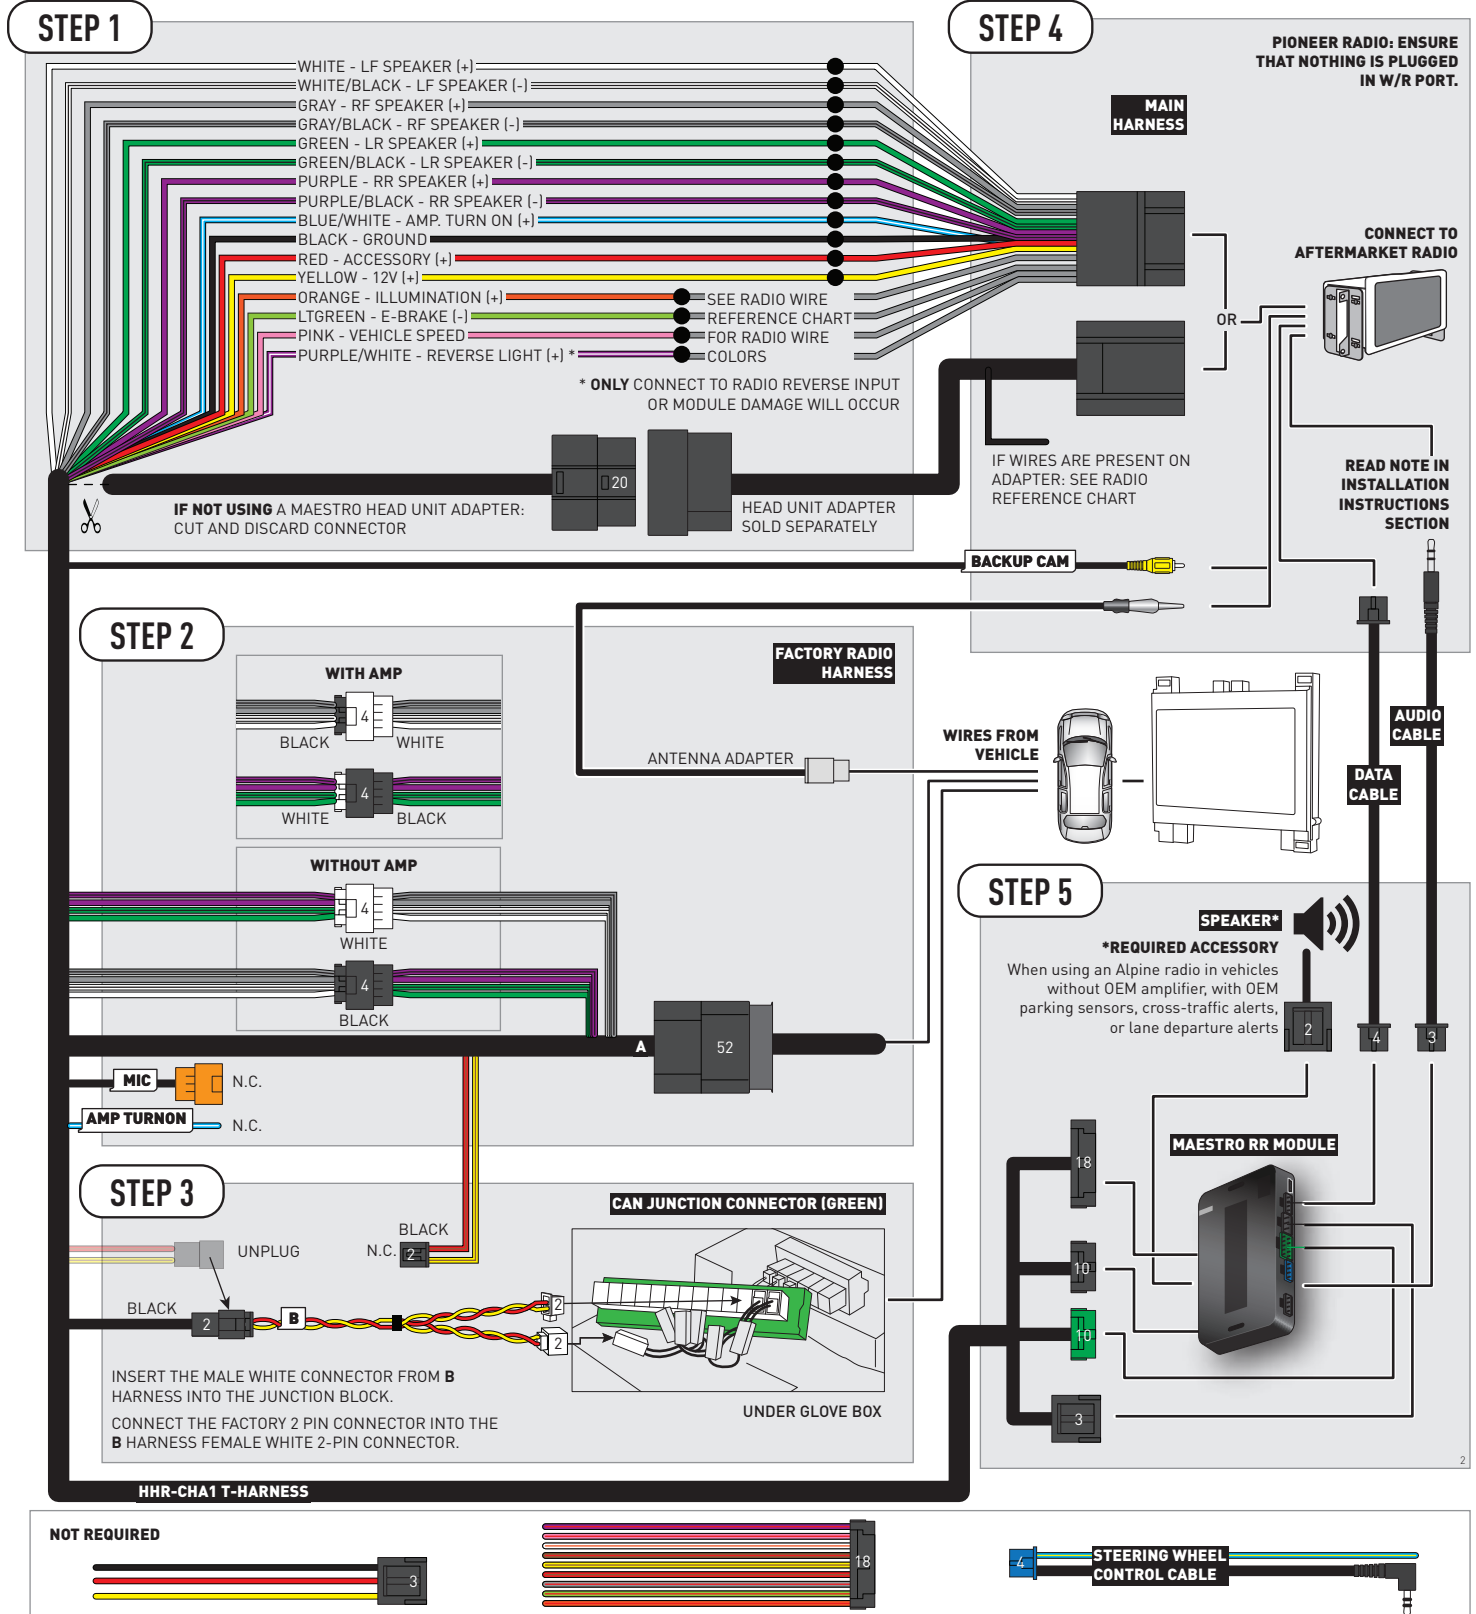 STEP 1
WHITE - LF SPEAKER (+)
WHITE/BLACK - LF SPEAKER (-)
GRAY - RF SPEAKER (+)
GRAY/BLACK - RF SPEAKER (-)
GREEN - LR SPEAKER (+)
GREEN/BLACK - LR SPEAKER (-)
PURPLE - RR SPEAKER (+)
PURPLE/BLACK - RR SPEAKER (-)
BLUE/WHITE - AMP. TURN ON (+)
BLACK - GROUND
RED - ACCESSORY (+)
YELLOW - 12V (+)
ORANGE - ILLUMINATION (+)
LTGREEN - E-BRAKE (-)
PINK - VEHICLE SPEED
PURPLE/WHITE - REVERSE LIGHT (+) *
SEE RADIO WIRE
REFERENCE CHART
FOR RADIO WIRE
COLORS
* ONLY CONNECT TO RADIO REVERSE INPUT
OR MODULE DAMAGE WILL OCCUR
20
IF NOT USING A MAESTRO HEAD UNIT ADAPTER:
CUT AND DISCARD CONNECTOR
HEAD UNIT ADAPTER
SOLD SEPARATELY
STEP 4
PIONEER RADIO: ENSURE
THAT NOTHING IS PLUGGED
IN W/R PORT.
MAIN
HARNESS
CONNECT TO
AFTERMARKET RADIO
OR
IF WIRES ARE PRESENT ON
ADAPTER: SEE RADIO
REFERENCE CHART
READ NOTE IN
INSTALLATION
INSTRUCTIONS
SECTION
BACKUP CAM
STEP 2
FACTORY RADIO
HARNESS
WITH AMP
4
BLACK
WHITE
4
WHITE
BLACK
ANTENNA ADAPTER
WIRES FROM
VEHICLE
AUDIO
CABLE
DATA
CABLE
WITHOUT AMP
4
WHITE
4
BLACK
A
52
MIC
N.C.
AMP TURNON
N.C.
STEP 3
CAN JUNCTION CONNECTOR (GREEN)
UNPLUG
BLACK
N.C.
2
BLACK
2
B
2
2
INSERT THE MALE WHITE CONNECTOR FROM B
HARNESS INTO THE JUNCTION BLOCK.
CONNECT THE FACTORY 2 PIN CONNECTOR INTO THE
B HARNESS FEMALE WHITE 2-PIN CONNECTOR.
UNDER GLOVE BOX
STEP 5
SPEAKER*
*REQUIRED ACCESSORY
When using an Alpine radio in vehicles
without OEM amplifier, with OEM
parking sensors, cross-traffic alerts,
or lane departure alerts
2
4
3
MAESTRO RR MODULE
18
10
10
3
2
HHR-CHA1 T-HARNESS
NOT REQUIRED
3
18
4
STEERING WHEEL
CONTROL CABLE